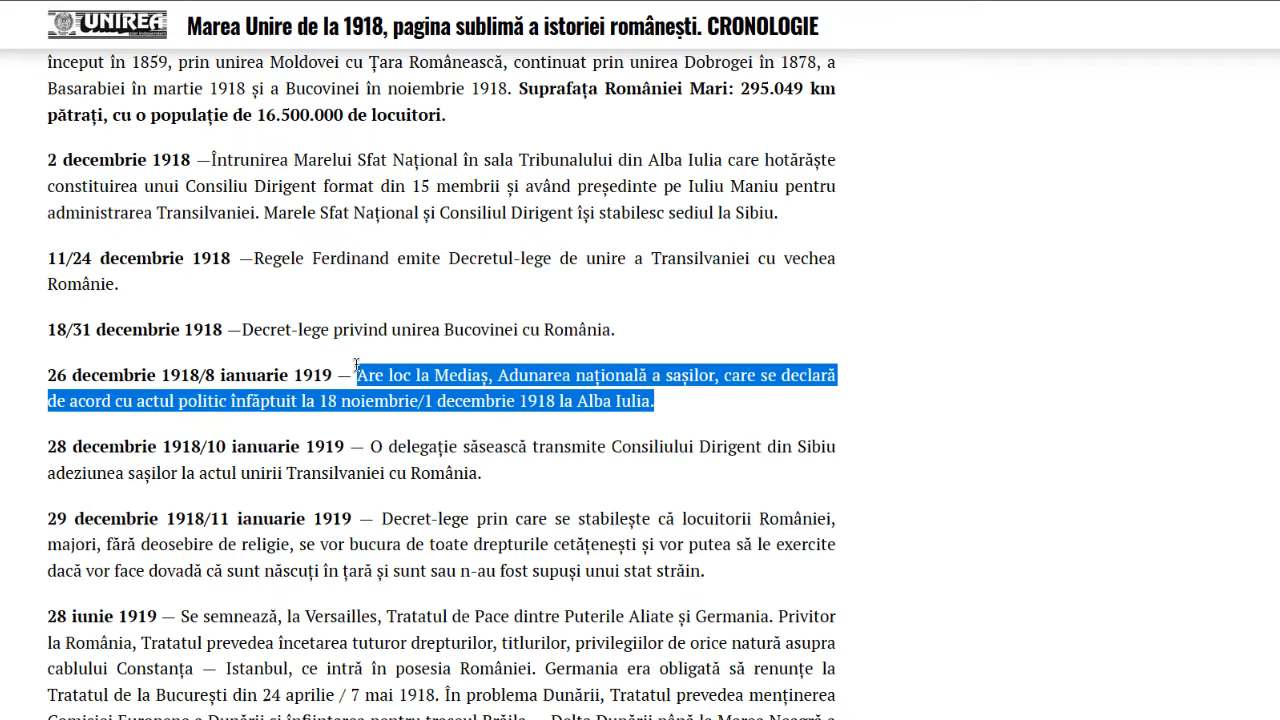 UNIREA
Marea Unire de la 1918, pagina sublimă a istoriei românești. CRONOLOGIE
început în 1859, prin unirea Moldovei cu Țara Românească, continuat prin unirea Dobrogei în 1878, a
Basarabiei în martie 1918 și a Bucovinei în noiembrie 1918. Suprafața României Mari: 295.049 km
pătrați, cu o populație de 16.500.000 de locuitori.
2 decembrie 1918 —Întrunirea Marelui Sfat Național în sala Tribunalului din Alba Iulia care hotărăște
constituirea unui Consiliu Dirigent format din 15 membrii și având președinte pe Iuliu Maniu pentru
administrarea Transilvaniei. Marele Sfat Național și Consiliul Dirigent își stabilesc sediul la Sibiu.
11/24 decembrie 1918 —Regele Ferdinand emite Decretul-lege de unire a Transilvaniei cu vechea
Românie.
18/31 decembrie 1918 —Decret-lege privind unirea Bucovinei cu România.
26 decembrie 1918/8 ianuarie 1919 — Are loc la Mediaș, Adunarea națională a sașilor, care se declară
de acord cu actul politic înfăptuit la 18 noiembrie/1 decembrie 1918 la Alba Iulia.
28 decembrie 1918/10 ianuarie 1919 — O delegație săsească transmite Consiliului Dirigent din Sibiu
adeziunea sașilor la actul unirii Transilvaniei cu România.
29 decembrie 1918/11 ianuarie 1919 — Decret-lege prin care se stabilește că locuitorii României,
majori, fără deosebire de religie, se vor bucura de toate drepturile cetățenești și vor putea să le exercite
dacă vor face dovadă că sunt născuți în țară și sunt sau n-au fost supuși unui stat străin.
28 iunie 1919 — Se semnează, la Versailles, Tratatul de Pace dintre Puterile Aliate și Germania. Privitor
la România, Tratatul prevedea încetarea tuturor drepturilor, titlurilor, privilegiilor de orice natură asupra
cablului Constanța — Istanbul, ce intră în posesia României. Germania era obligată să renunțe la
Tratatul de la București din 24 aprilie / 7 mai 1918. În problema Dunării, Tratatul prevedea menținerea
Comisiei Europene a Dunării și înființarea pentru traseul Brăila — Delta Dunării până la Marea Neagră a